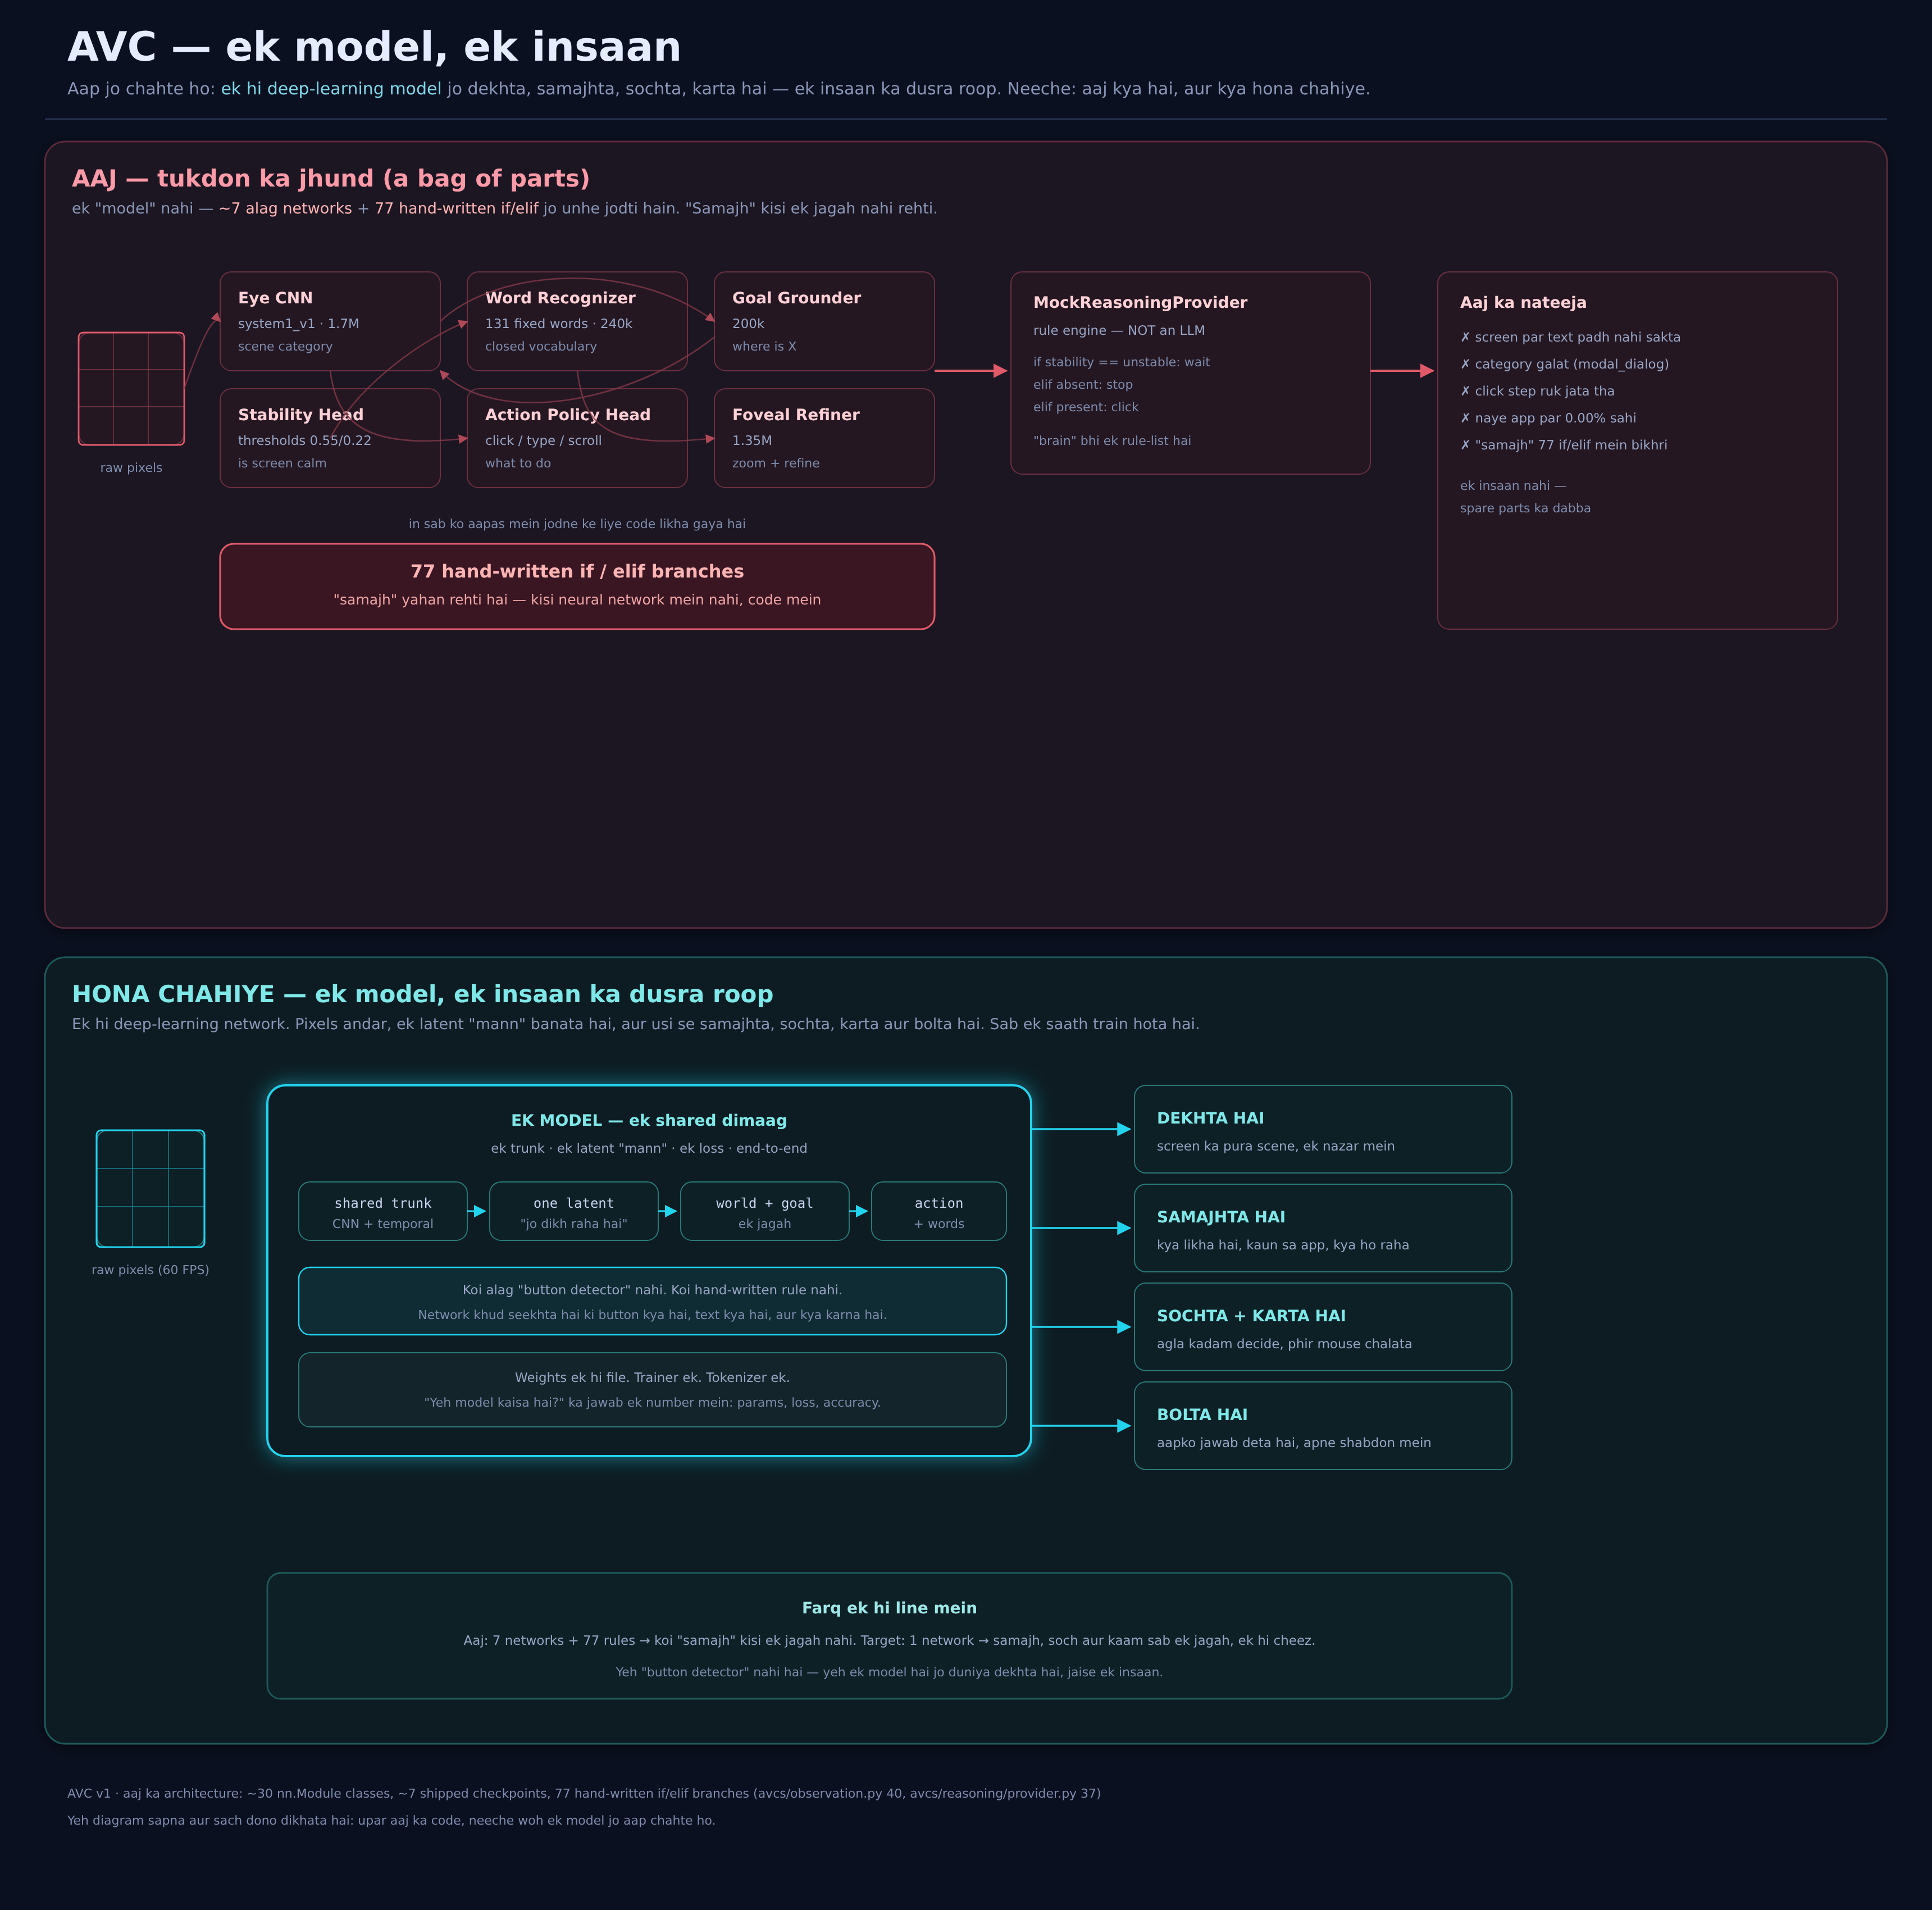 AVC — ek model, ek insaan
Aap jo chahte ho: ek hi deep-learning model jo dekhta, samajhta, sochta, karta hai — ek insaan ka dusra roop. Neeche: aaj kya hai, aur kya hona chahiye.
AAJ — tukdon ka jhund (a bag of parts)
ek "model" nahi — ~7 alag networks + 77 hand-written if/elif jo unhe jodti hain. "Samajh" kisi ek jagah nahi rehti.
raw pixels
Eye CNN
system1_v1 · 1.7M
scene category
Word Recognizer
131 fixed words · 240k
closed vocabulary
Goal Grounder
200k
where is X
Stability Head
thresholds 0.55/0.22
is screen calm
Action Policy Head
click / type / scroll
what to do
Foveal Refiner
1.35M
zoom + refine
in sab ko aapas mein jodne ke liye code likha gaya hai
77 hand-written if / elif branches
"samajh" yahan rehti hai — kisi neural network mein nahi, code mein
MockReasoningProvider
rule engine — NOT an LLM
if stability == unstable: wait
elif absent: stop
elif present: click
"brain" bhi ek rule-list hai
Aaj ka nateeja
✗ screen par text padh nahi sakta
✗ category galat (modal_dialog)
✗ click step ruk jata tha
✗ naye app par 0.00% sahi
✗ "samajh" 77 if/elif mein bikhri
ek insaan nahi —
spare parts ka dabba
HONA CHAHIYE — ek model, ek insaan ka dusra roop
Ek hi deep-learning network. Pixels andar, ek latent "mann" banata hai, aur usi se samajhta, sochta, karta aur bolta hai. Sab ek saath train hota hai.
raw pixels (60 FPS)
EK MODEL — ek shared dimaag
ek trunk · ek latent "mann" · ek loss · end-to-end
shared trunk
CNN + temporal
one latent
"jo dikh raha hai"
world + goal
ek jagah
action
+ words
Koi alag "button detector" nahi. Koi hand-written rule nahi.
Network khud seekhta hai ki button kya hai, text kya hai, aur kya karna hai.
Weights ek hi file. Trainer ek. Tokenizer ek.
"Yeh model kaisa hai?" ka jawab ek number mein: params, loss, accuracy.
DEKHTA HAI
screen ka pura scene, ek nazar mein
SAMAJHTA HAI
kya likha hai, kaun sa app, kya ho raha
SOCHTA + KARTA HAI
agla kadam decide, phir mouse chalata
BOLTA HAI
aapko jawab deta hai, apne shabdon mein
Farq ek hi line mein
Aaj: 7 networks + 77 rules → koi "samajh" kisi ek jagah nahi. Target: 1 network → samajh, soch aur kaam sab ek jagah, ek hi cheez.
Yeh "button detector" nahi hai — yeh ek model hai jo duniya dekhta hai, jaise ek insaan.
AVC v1 · aaj ka architecture: ~30 nn.Module classes, ~7 shipped checkpoints, 77 hand-written if/elif branches (avcs/observation.py 40, avcs/reasoning/provider.py 37)
Yeh diagram sapna aur sach dono dikhata hai: upar aaj ka code, neeche woh ek model jo aap chahte ho.